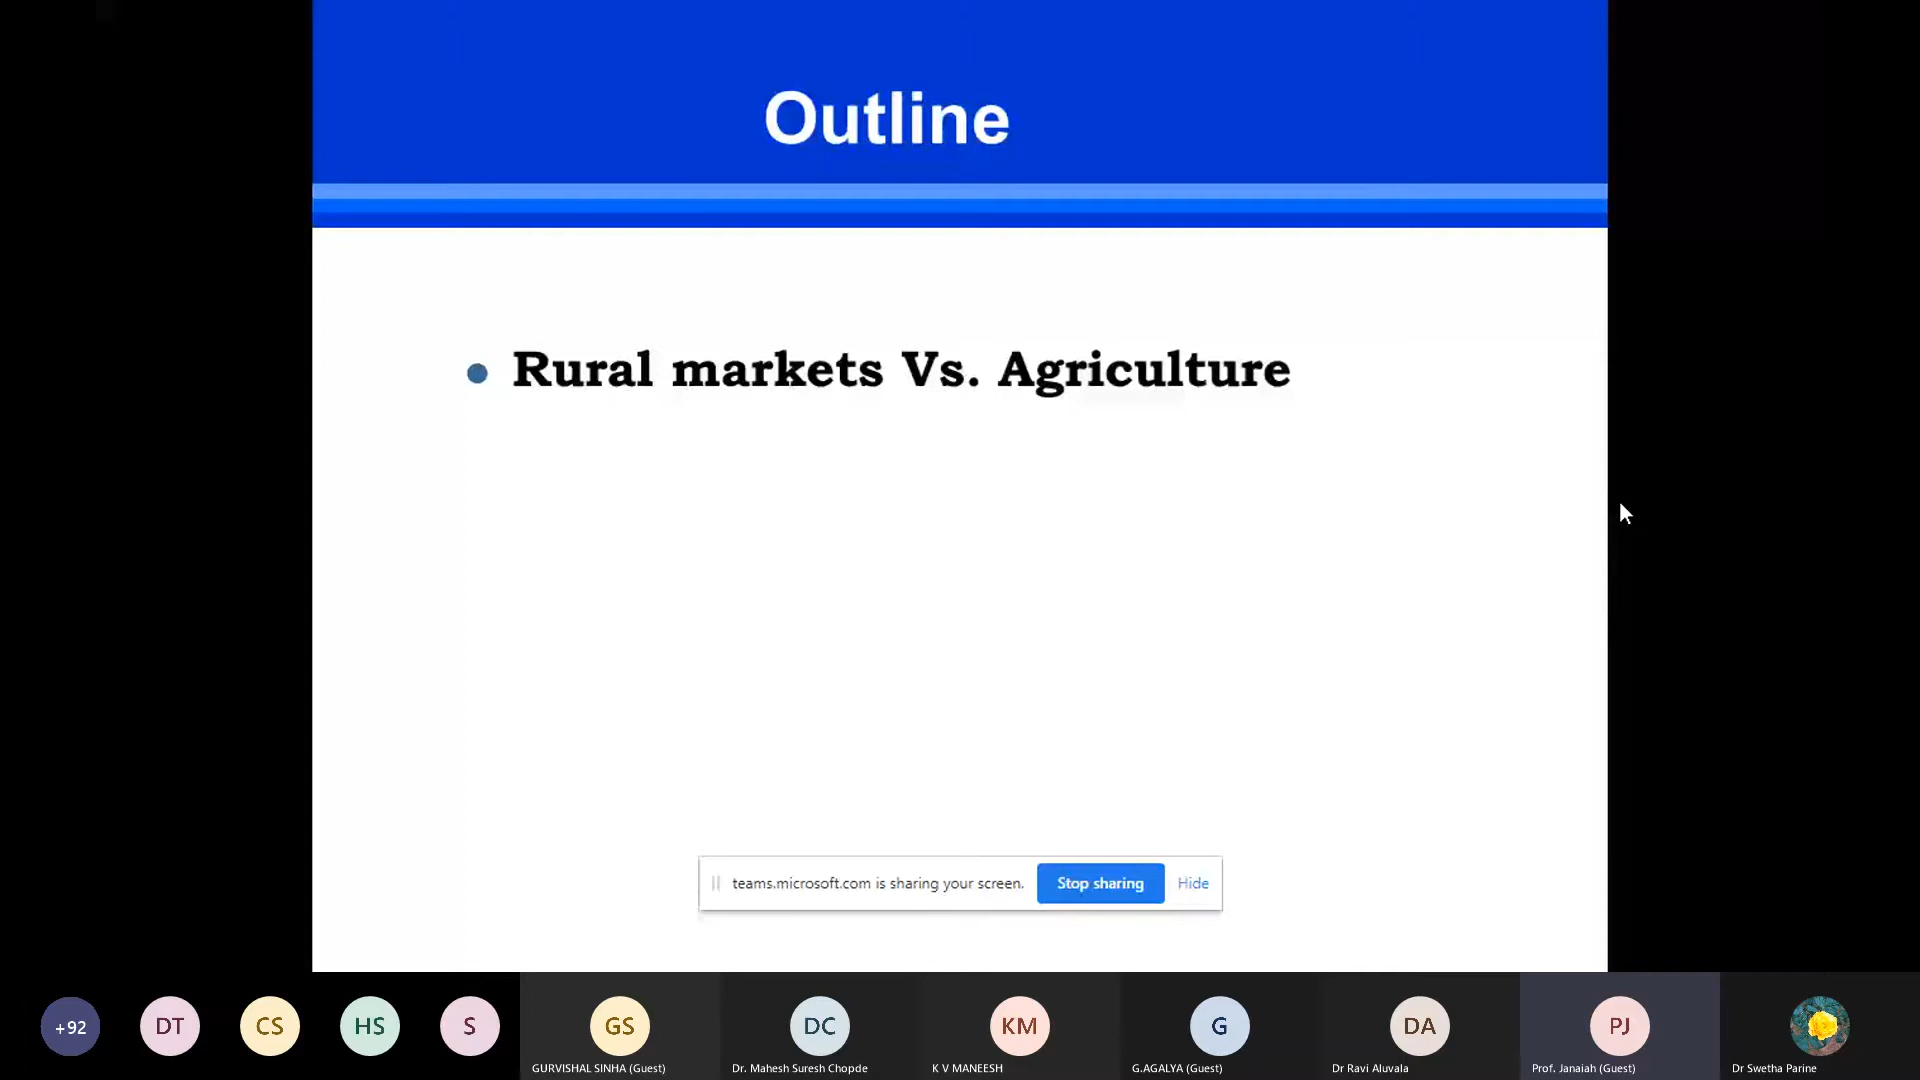 Outline
Rural markets Vs. Agriculture
teams.microsoft.com is sharing your screen. Stop sharing Hide
+92 DT CS HS S GS DC KM G DA PJ
GURVISHAL SINHA (Guest) Dr. Mahesh Suresh Chopde K V MANEESH G.AGALYA (Guest) Dr Ravi Aluvala Prof. Janaiah (Guest) Dr Swetha Parine